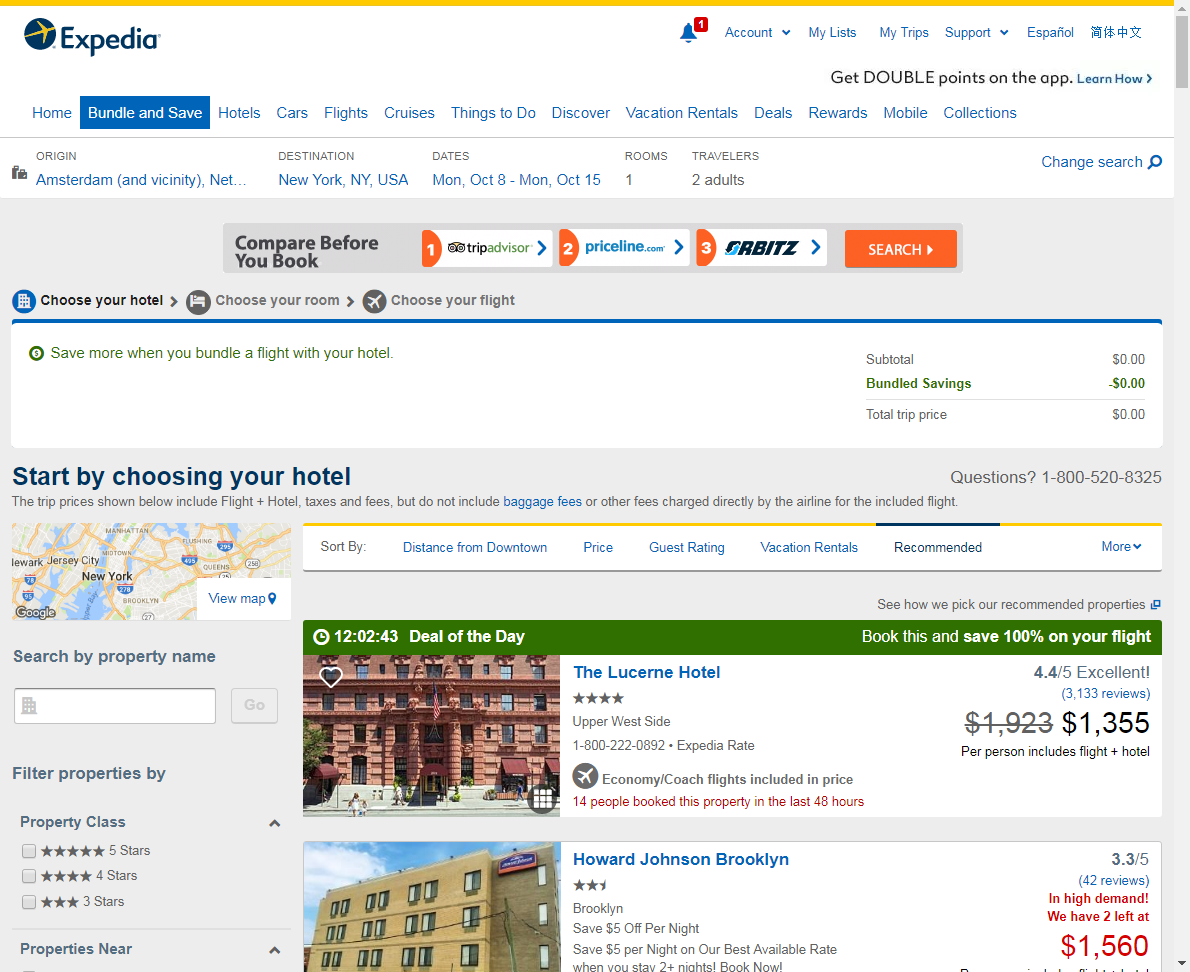 Expedia
1
Account
My Lists
My Trips
Support
Español
简体中文
Get DOUBLE points on the app. Learn How
Home
Bundle and Save
Hotels
Cars
Flights
Cruises
Things to Do
Discover
Vacation Rentals
Deals
Rewards
Mobile
Collections
ORIGIN
Amsterdam (and vicinity), Net...
DESTINATION
New York, NY, USA
DATES
Mon, Oct 8 - Mon, Oct 15
ROOMS
1
TRAVELERS
2 adults
Change search
Compare Before
You Book
1 tripadvisor
2 priceline.com
3 ORBITZ
SEARCH
Choose your hotel
Choose your room
Choose your flight
Save more when you bundle a flight with your hotel.
Subtotal $0.00
Bundled Savings -$0.00
Total trip price $0.00
Start by choosing your hotel
Questions? 1-800-520-8325
The trip prices shown below include Flight + Hotel, taxes and fees, but do not include baggage fees or other fees charged directly by the airline for the included flight.
MANHATTAN
FLUSHING
295
MIDTOWN
ewark
Jersey City
495
QUEENS
258
78
New York
95
278
BROOKLYN
27
Google
View map
Sort By:
Distance from Downtown
Price
Guest Rating
Vacation Rentals
Recommended
More
See how we pick our recommended properties
Search by property name
Go
Filter properties by
Property Class
5 Stars
4 Stars
3 Stars
Properties Near
12:02:43 Deal of the Day
Book this and save 100% on your flight
The Lucerne Hotel
Upper West Side
1-800-222-0892 • Expedia Rate
Economy/Coach flights included in price
14 people booked this property in the last 48 hours
4.4/5 Excellent!
(3,133 reviews)
$1,923 $1,355
Per person includes flight + hotel
Howard Johnson Brooklyn
Brooklyn
Save $5 Off Per Night
Save $5 per Night on Our Best Available Rate
when you stay 2+ nights! Book Now!
3.3/5
(42 reviews)
In high demand!
We have 2 left at
$1,560